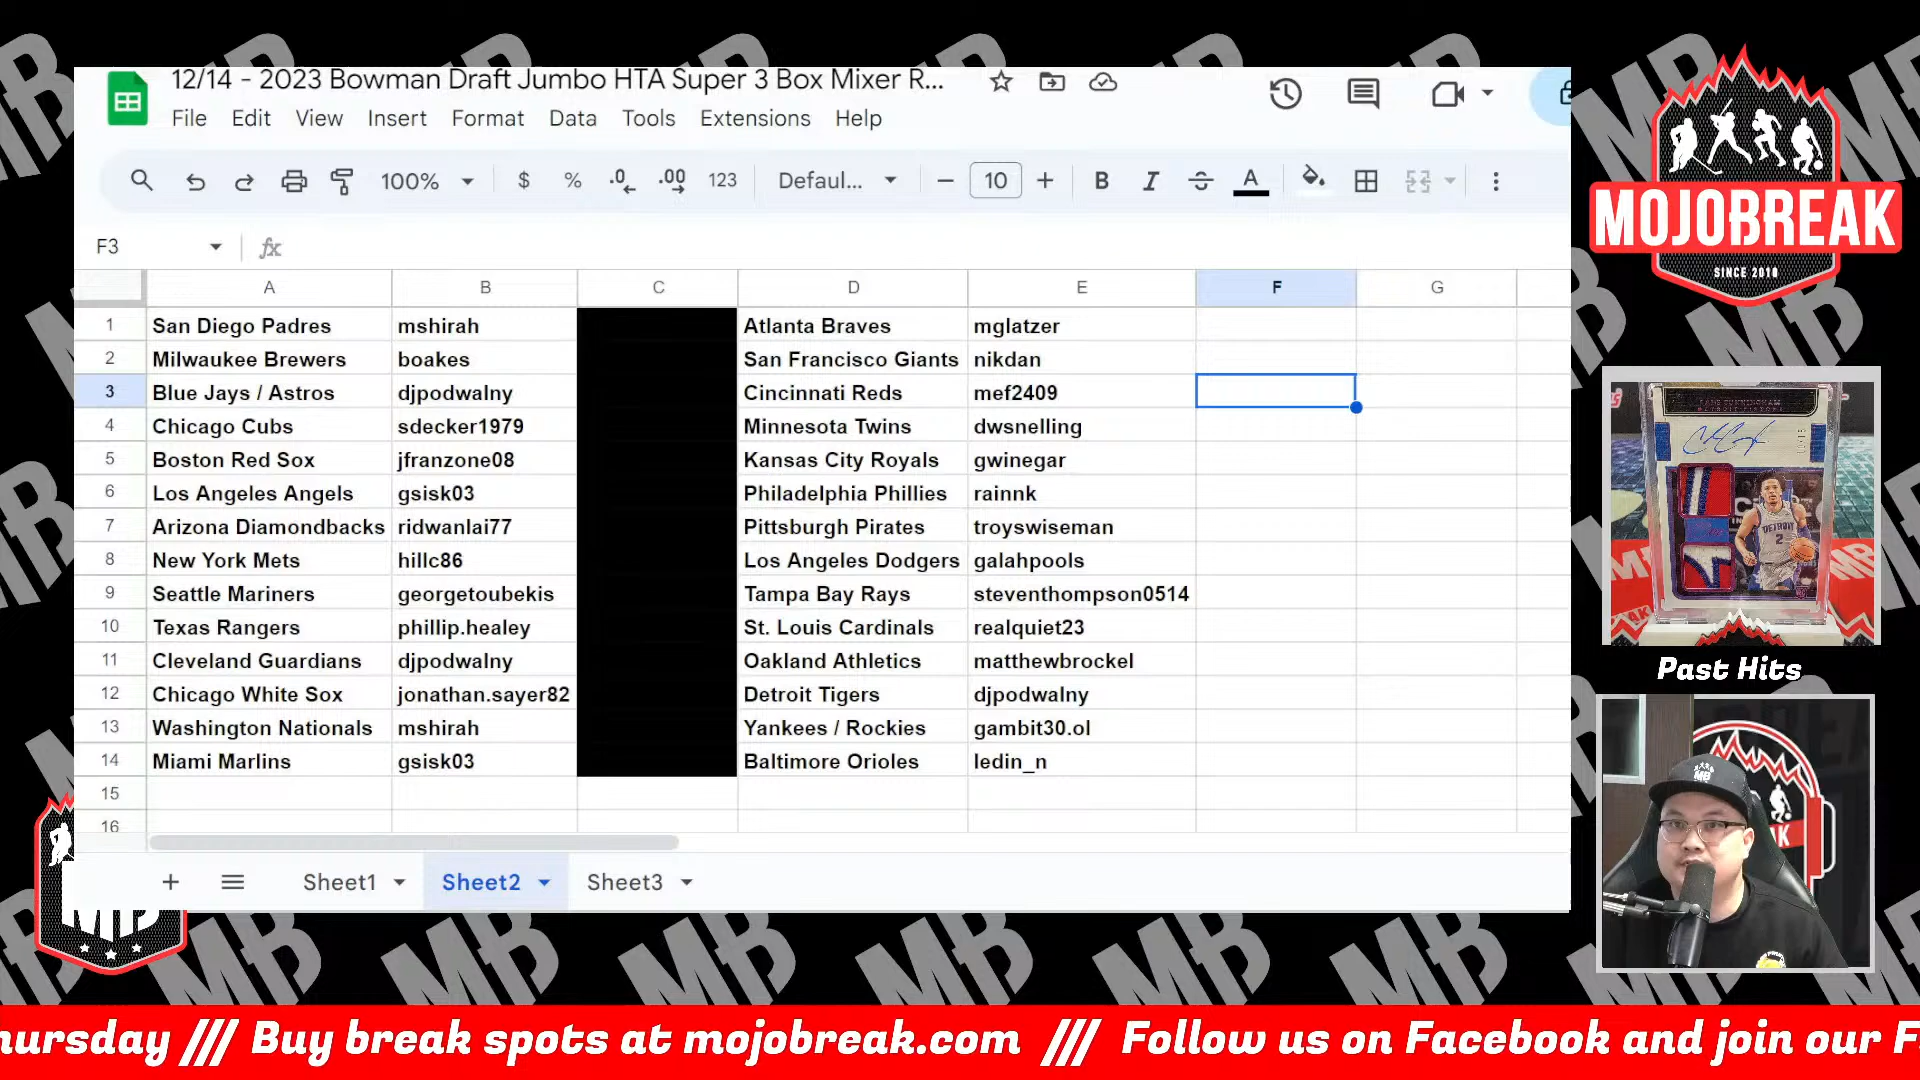 12/14 - 2023 Bowman Draft Jumbo HTA Super 3 Box Mixer R...
File Edit View Insert Format Data Tools Extensions Help
100% $ % .0 .00 123 Defaul... - 10 + B I S A
F3 fx
A B C D E F G
1 San Diego Padres mshirah Atlanta Braves mglatzer
2 Milwaukee Brewers boakes San Francisco Giants nikdan
3 Blue Jays / Astros djpodwalny Cincinnati Reds mef2409
4 Chicago Cubs sdecker1979 Minnesota Twins dwsnelling
5 Boston Red Sox jfranzone08 Kansas City Royals gwinegar
6 Los Angeles Angels gsisk03 Philadelphia Phillies rainnk
7 Arizona Diamondbacks ridwanlai77 Pittsburgh Pirates troyswiseman
8 New York Mets hillc86 Los Angeles Dodgers galahpools
9 Seattle Mariners georgetoubekis Tampa Bay Rays steventhompson0514
10 Texas Rangers phillip.healey St. Louis Cardinals realquiet23
11 Cleveland Guardians djpodwalny Oakland Athletics matthewbrockel
12 Chicago White Sox jonathan.sayer82 Detroit Tigers djpodwalny
13 Washington Nationals mshirah Yankees / Rockies gambit30.ol
14 Miami Marlins gsisk03 Baltimore Orioles ledin_n
15
16
Sheet1 Sheet2 Sheet3
MOJOBREAK
SINCE 2010
DETROIT
2
Past Hits
MB
hursday /// Buy break spots at mojobreak.com /// Follow us on Facebook and join our F